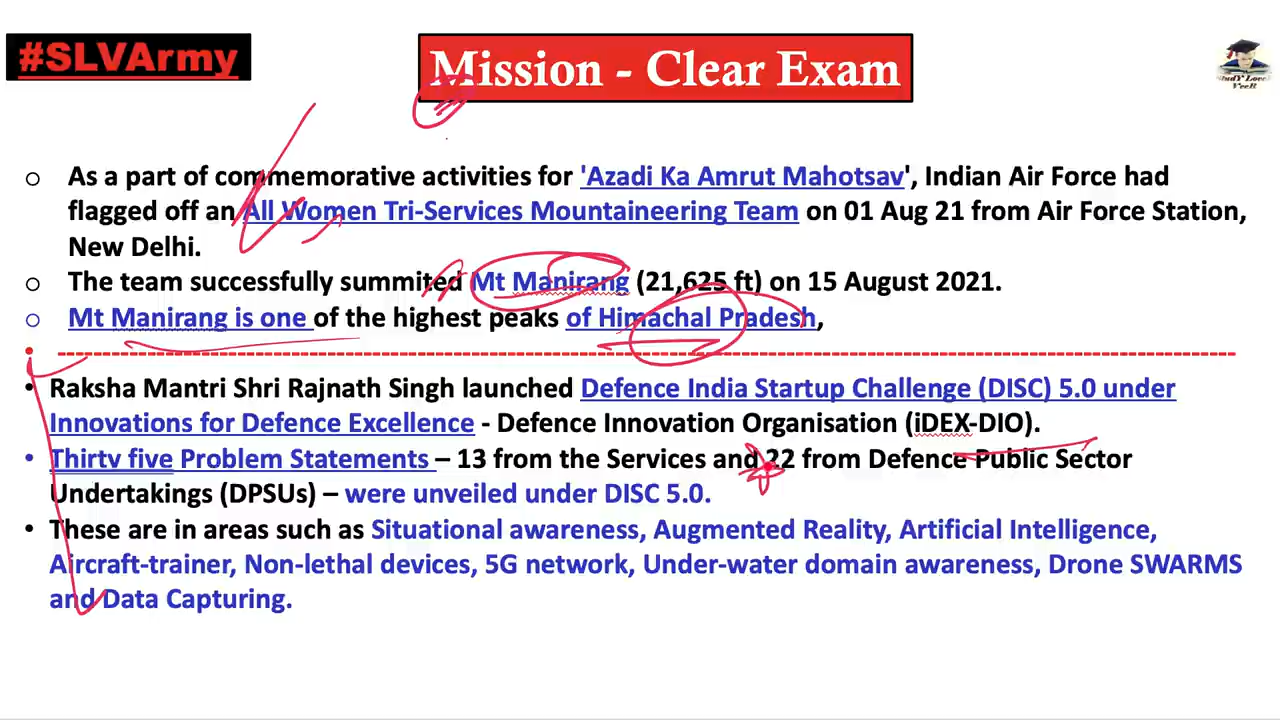 #SLVArmy
Mission - Clear Exam
StudY LoveR
VeeR
As a part of commemorative activities for 'Azadi Ka Amrut Mahotsav', Indian Air Force had
flagged off an All Women Tri-Services Mountaineering Team on 01 Aug 21 from Air Force Station,
New Delhi.
The team successfully summited Mt Manirang (21,625 ft) on 15 August 2021.
Mt Manirang is one of the highest peaks of Himachal Pradesh,
Raksha Mantri Shri Rajnath Singh launched Defence India Startup Challenge (DISC) 5.0 under
Innovations for Defence Excellence - Defence Innovation Organisation (iDEX-DIO).
Thirty five Problem Statements – 13 from the Services and 22 from Defence Public Sector
Undertakings (DPSUs) – were unveiled under DISC 5.0.
These are in areas such as Situational awareness, Augmented Reality, Artificial Intelligence,
Aircraft-trainer, Non-lethal devices, 5G network, Under-water domain awareness, Drone SWARMS
and Data Capturing.